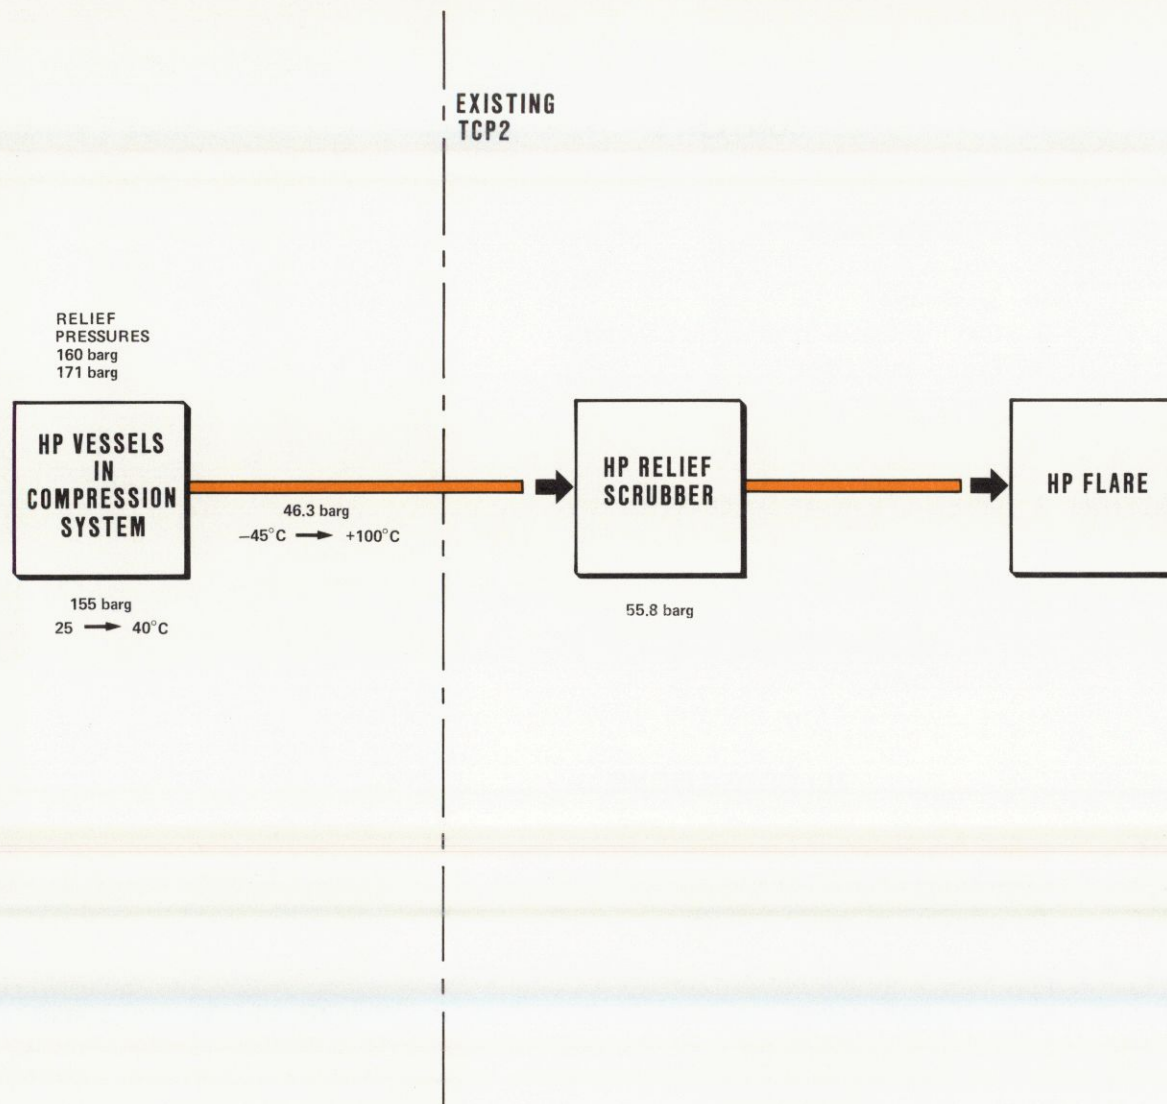 EXISTING
TCP2
RELIEF
PRESSURES
160 barg
171 barg
HP VESSELS
IN
COMPRESSION
SYSTEM
46.3 barg
–45°C → +100°C
155 barg
25 → 40°C
HP RELIEF
SCRUBBER
55.8 barg
HP FLARE